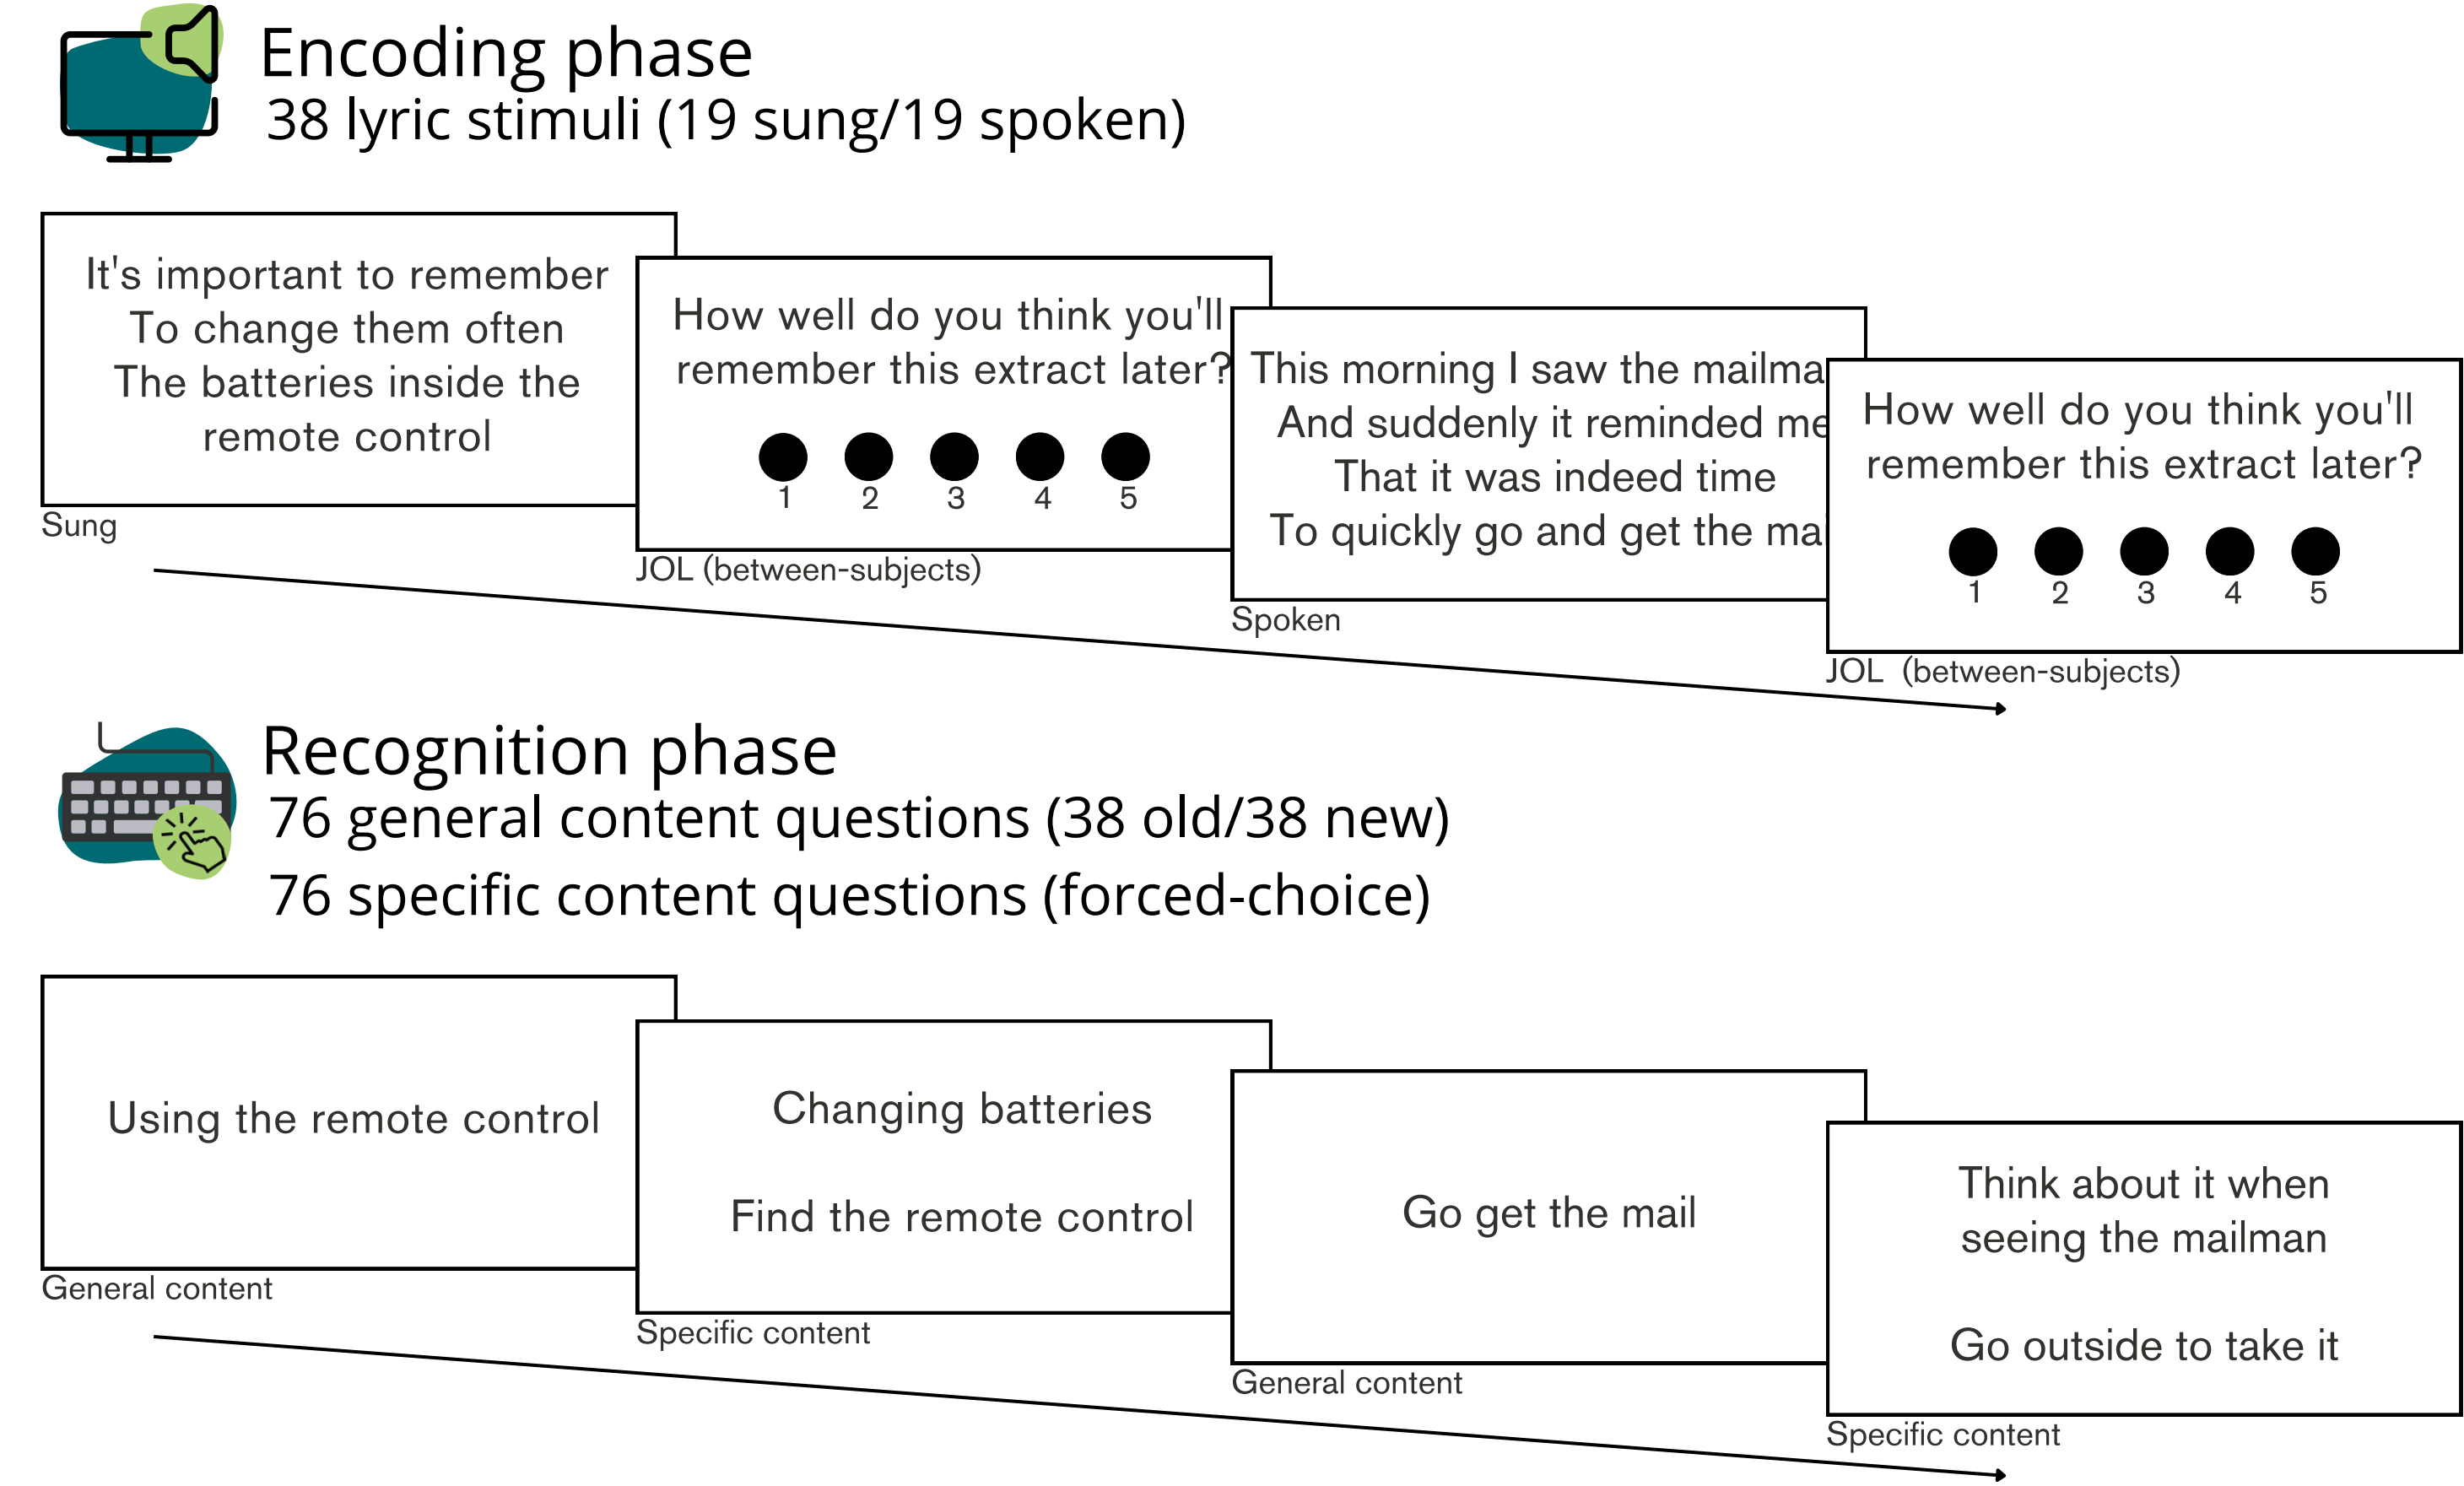 Encoding phase
38 lyric stimuli (19 sung/19 spoken)
It's important to remember
To change them often
The batteries inside the
remote control
Sung
How well do you think you'll
remember this extract later?
1 2 3 4 5
JOL (between-subjects)
This morning I saw the
And suddenly it reminded me
That it was indeed time
To quickly go and get the
Spoken
How well do you think you'll
remember this extract later?
1 2 3 4 5
JOL (between-subjects)
Recognition phase
76 general content questions (38 old/38 new)
76 specific content questions (forced-choice)
Using the remote control
General content
Changing batteries
Find the remote control
Specific content
Go get the mail
General content
Think about it when
seeing the mailman
Go outside to take it
Specific content